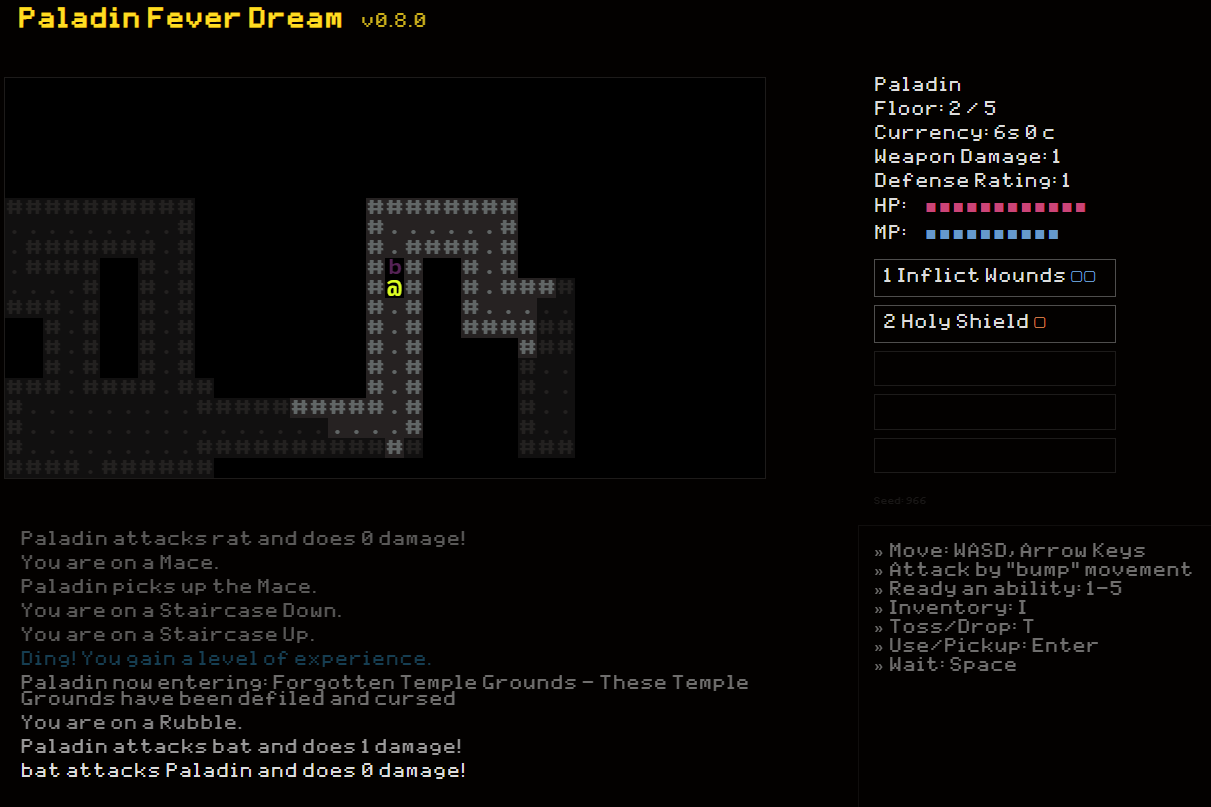 Paladin Fever Dream v0.8.0
Paladin
Floor: 2 / 5
Currency: 6s 0 c
Weapon Damage: 1
Defense Rating: 1
HP:
MP:
1 Inflict Wounds
2 Holy Shield
Seed: 966
b
@
Paladin attacks rat and does 0 damage!
You are on a Mace.
Paladin picks up the Mace.
You are on a Staircase Down.
You are on a Staircase Up.
Ding! You gain a level of experience.
Paladin now entering: Forgotten Temple Grounds - These Temple
Grounds have been defiled and cursed
You are on a Rubble.
Paladin attacks bat and does 1 damage!
bat attacks Paladin and does 0 damage!
» Move: WASD, Arrow Keys
» Attack by "bump" movement
» Ready an ability: 1-5
» Inventory: I
» Toss/Drop: T
» Use/Pickup: Enter
» Wait: Space